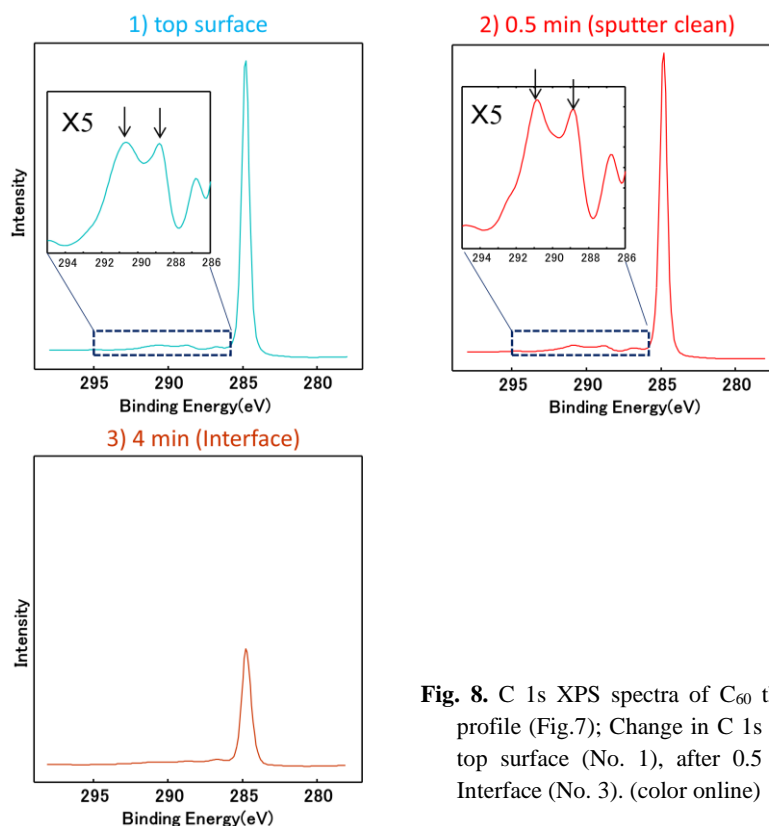 1) top surface
X5
294 292 290 288 286
Intensity
295 290 285 280
Binding Energy(eV)
2) 0.5 min (sputter clean)
X5
294 292 290 288 286
295 290 285 280
Binding Energy(eV)
3) 4 min (Interface)
Intensity
295 290 285 280
Binding Energy(eV)
Fig. 8. C 1s XPS spectra of C₆₀ t
profile (Fig.7); Change in C 1s
top surface (No. 1), after 0.5
Interface (No. 3). (color online)